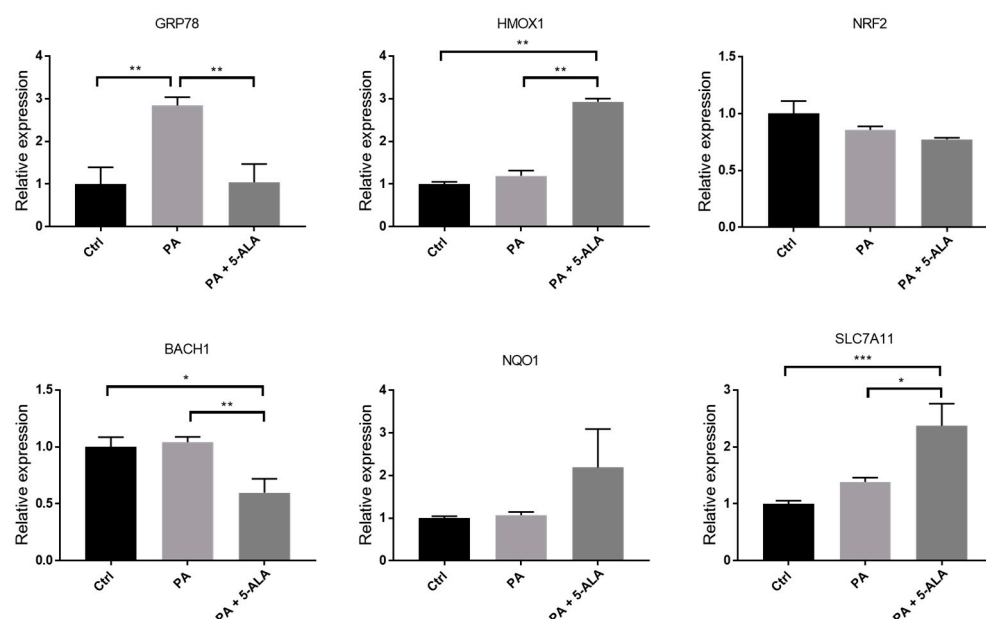 GRP78
Relative expression
4
3
2
1
0
**
**
Ctrl
PA
PA + 5-ALA
HMOX1
Relative expression
4
3
2
1
0
**
**
Ctrl
PA
PA + 5-ALA
NRF2
Relative expression
1.5
1.0
0.5
0.0
Ctrl
PA
PA + 5-ALA
BACH1
Relative expression
1.5
1.0
0.5
0.0
*
**
Ctrl
PA
PA + 5-ALA
NQO1
Relative expression
4
3
2
1
0
Ctrl
PA
PA + 5-ALA
SLC7A11
Relative expression
3
2
1
0
***
*
Ctrl
PA
PA + 5-ALA